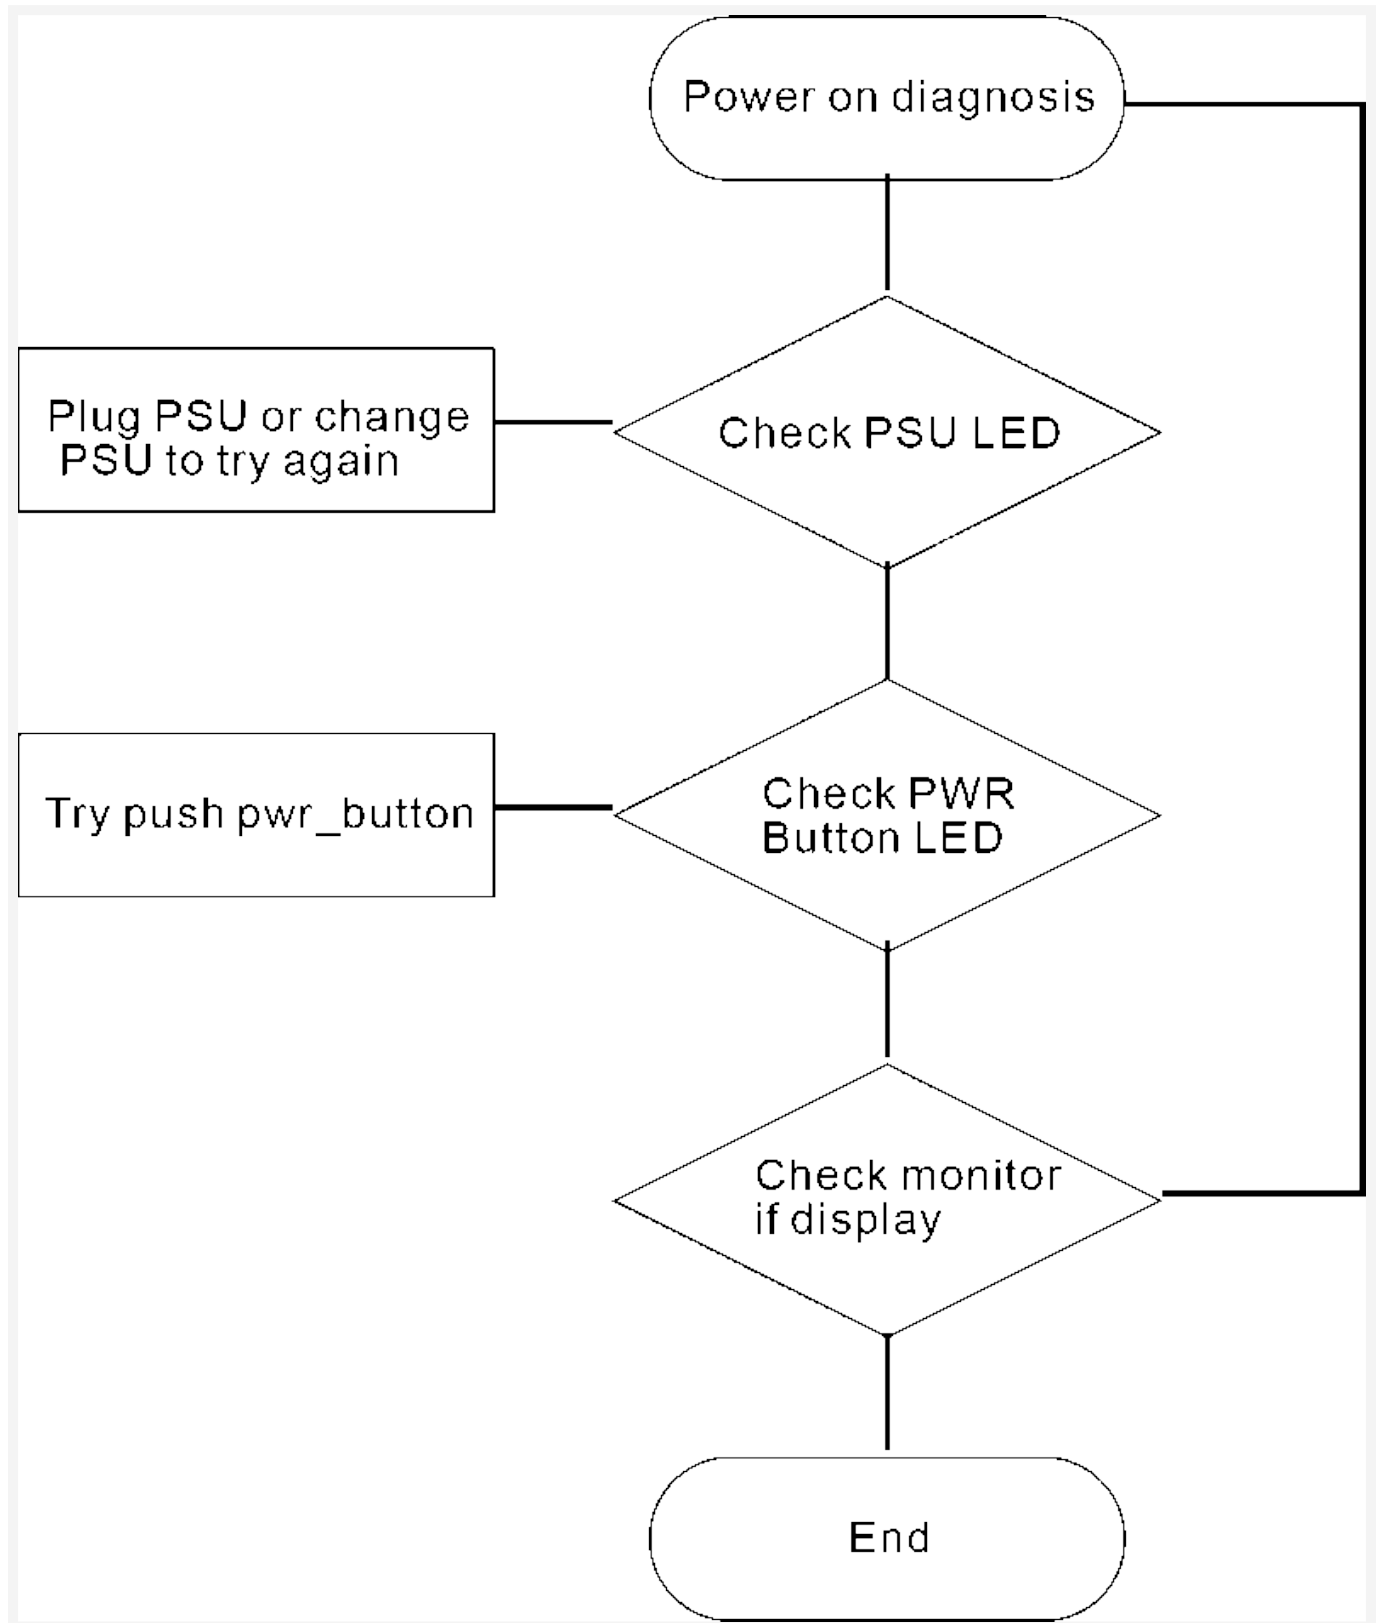 Power on diagnosis
Plug PSU or change
PSU to try again
Check PSU LED
Try push pwr_button
Check PWR
Button LED
Check monitor
if display
End